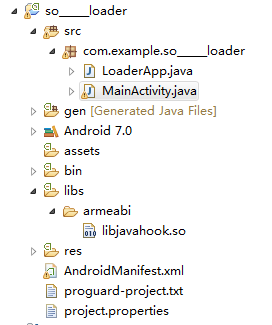 so_____loader
src
com.example.so_____loader
LoaderApp.java
MainActivity.java
gen [Generated Java Files]
Android 7.0
assets
bin
libs
armeabi
libjavahook.so
res
AndroidManifest.xml
proguard-project.txt
project.properties